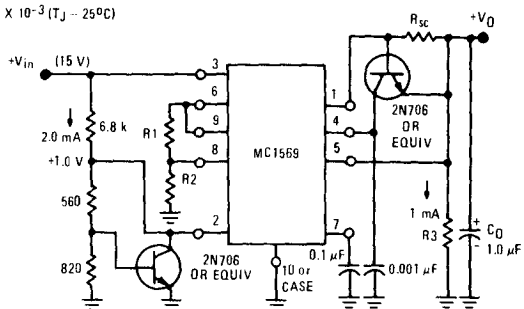 X 10-3 (TJ - 25ºC)
+Vin (15 V)
3
6
9
8
2
MC1569
1
4
5
7
RSC
+VO
2N706
OR
EQUIV
2.0 mA
6.8 k
+1.0 V
560
820
R1
R2
2N706
OR EQUIV
10 or
CASE
0.1 µF
0.001 µF
1 mA
R3
+
CO
-
1.0 µF